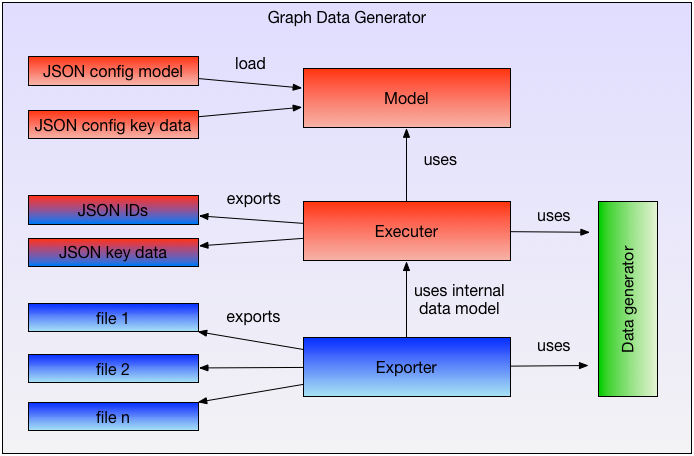 Graph Data Generator
JSON config model
load
Model
JSON config key data
uses
JSON IDs
exports
Executer
uses
JSON key data
Data generator
uses internal
data model
file 1
exports
file 2
Exporter
uses
file n